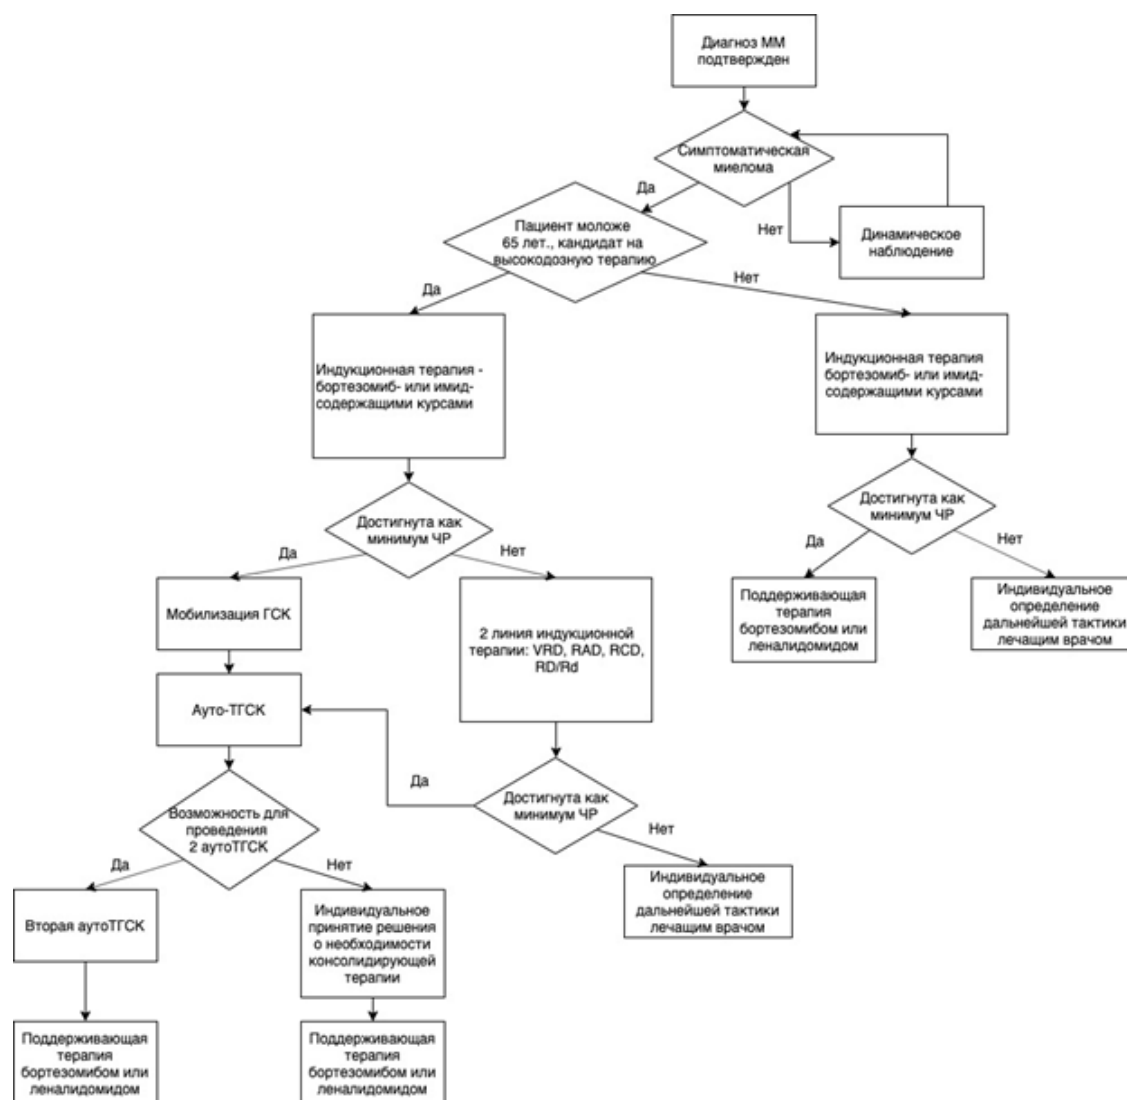 Диагноз ММ
подтвержден
Симптоматическая
миелома
Да
Нет
Динамическое
наблюдение
Пациент моложе
65 лет., кандидат на
высокодозную терапию
Да
Нет
Индукционная терапия -
бортезомиб- или имид-
содержащими курсами
Индукционная терапия
бортезомиб- или имид-
содержащими курсами
Достигнута как
минимум ЧР
Да
Нет
Достигнута как
минимум ЧР
Да
Нет
Мобилизация ГСК
2 линия индукционной
терапии: VRD, RAD, RCD,
RD/Rd
Поддерживающая
терапия
бортезомибом или
леналидомидом
Индивидуальное
определение
дальнейшей тактики
лечащим врачом
Ауто-ТГСК
Достигнута как
минимум ЧР
Да
Нет
Возможность для
проведения
2 аутоТГСК
Да
Нет
Индивидуальное
определение
дальнейшей тактики
лечащим врачом
Вторая аутоТГСК
Индивидуальное
принятие решения
о необходимости
консолидирующей
терапии
Поддерживающая
терапия
бортезомибом или
леналидомидом
Поддерживающая
терапия
бортезомибом или
леналидомидом